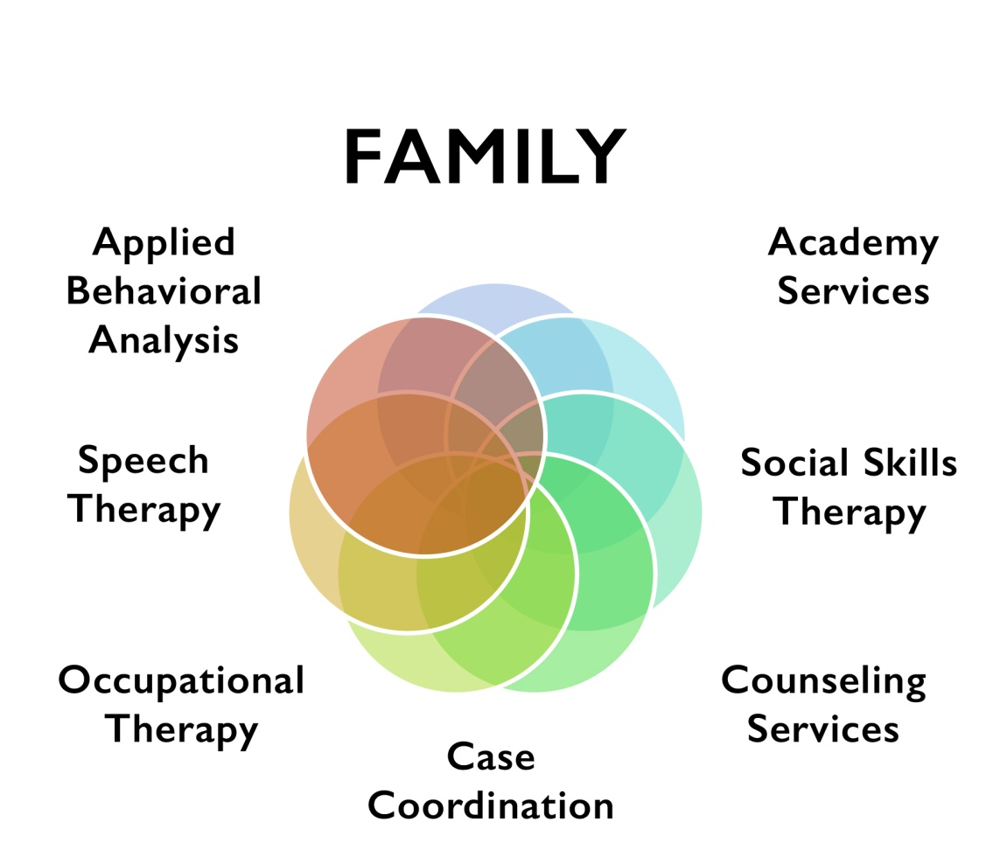 FAMILY
Applied
Behavioral
Analysis
Academy
Services
Speech
Therapy
Social Skills
Therapy
Occupational
Therapy
Counseling
Services
Case
Coordination